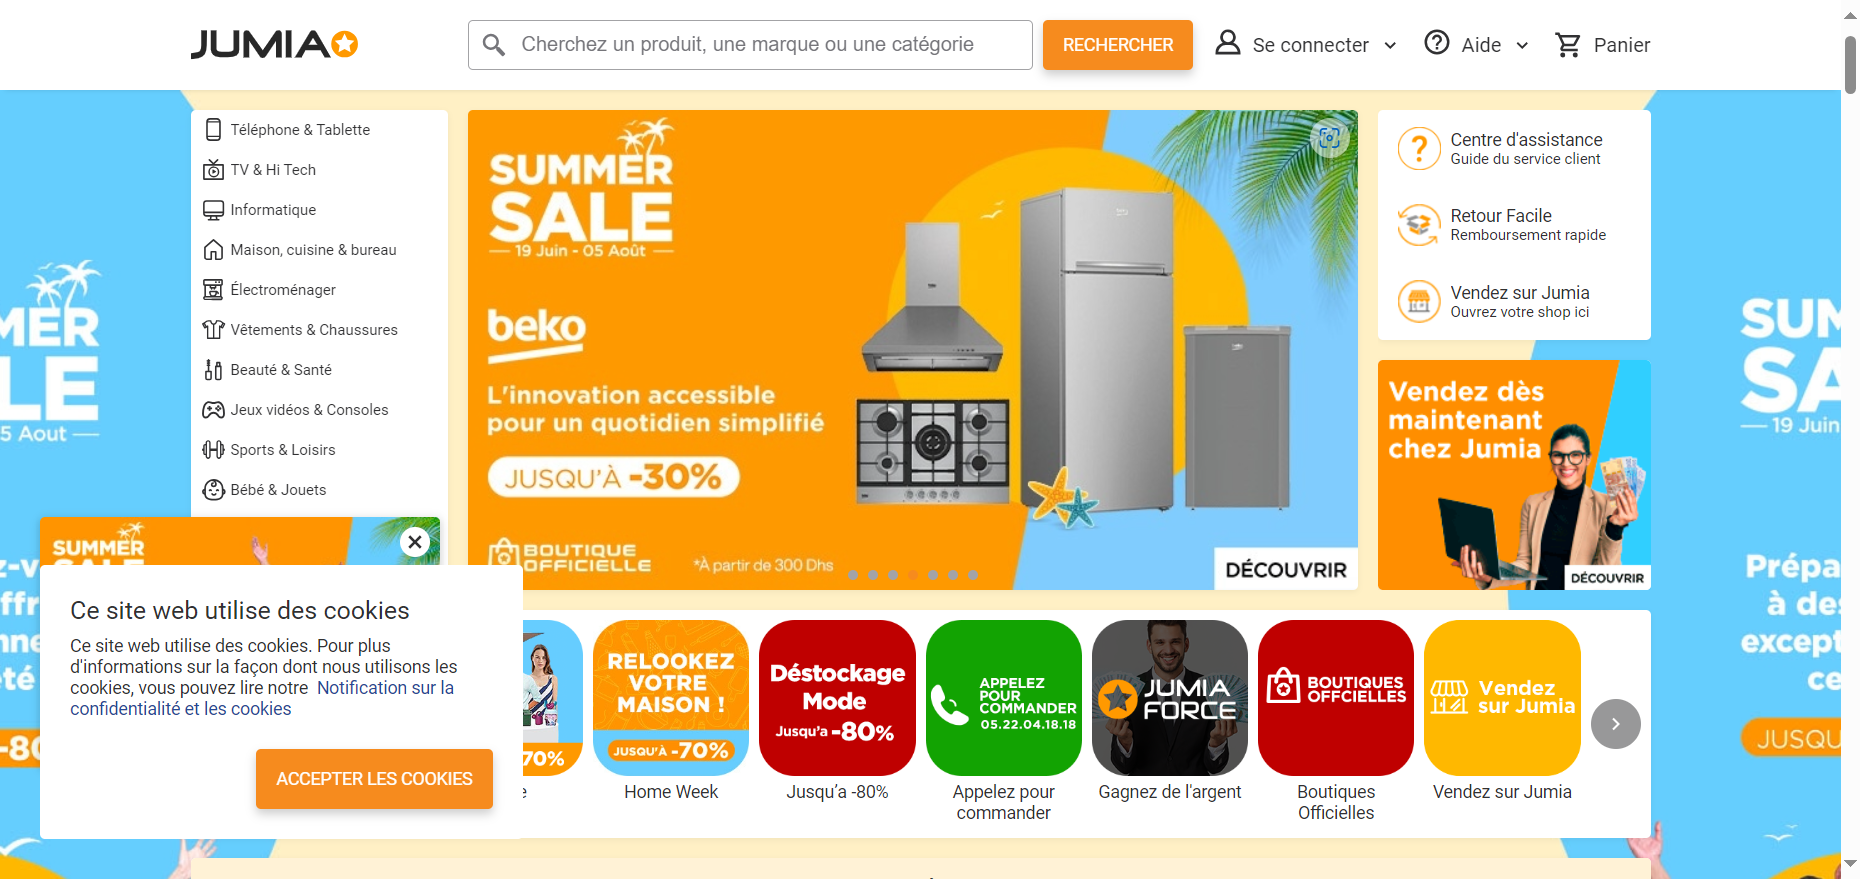 JUMIA
Cherchez un produit, une marque ou une catégorie
RECHERCHER
Se connecter
Aide
Panier
Téléphone & Tablette
TV & Hi Tech
Informatique
Maison, cuisine & bureau
Électroménager
Vêtements & Chaussures
Beauté & Santé
Jeux vidéos & Consoles
Sports & Loisirs
Bébé & Jouets
SUMMER
SALE
19 Juin - 05 Août
beko
L'innovation accessible
pour un quotidien simplifié
JUSQU'À -30%
BOUTIQUE
OFFICIELLE
*À partir de 300 Dhs
DÉCOUVRIR
Centre d'assistance
Guide du service client
Retour Facile
Remboursement rapide
Vendez sur Jumia
Ouvrez votre shop ici
Vendez dès
maintenant
chez Jumia
DÉCOUVRIR
MER
LE
5 Aout
-80
SUM
SA
19 Juin
Prépa
à de
except
ce
JUSQU
SUMMER
Ce site web utilise des cookies
Ce site web utilise des cookies. Pour plus
d'informations sur la façon dont nous utilisons les
cookies, vous pouvez lire notre Notification sur la
confidentialité et les cookies
ACCEPTER LES COOKIES
70%
e
RELOOKEZ
VOTRE
MAISON !
JUSQU'À -70%
Home Week
Déstockage
Mode
Jusqu'a -80%
Jusqu’a -80%
APPELEZ
POUR
COMMANDER
05.22.04.18.18
Appelez pour
commander
JUMIA
FORCE
Gagnez de l'argent
BOUTIQUES
OFFCIELLES
Boutiques
Officielles
Vendez
sur Jumia
Vendez sur Jumia